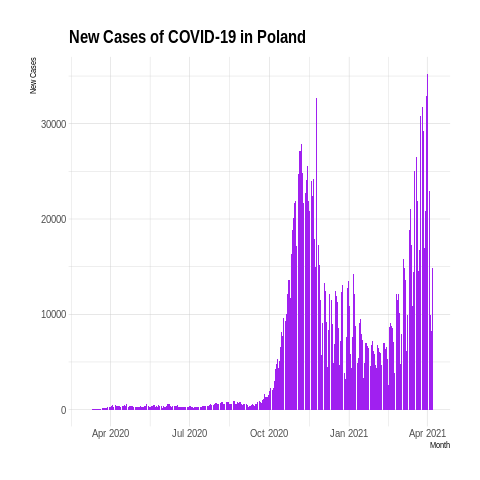 New Cases of COVID-19 in Poland
New Cases
30000
20000
10000
0
Apr 2020 Jul 2020 Oct 2020 Jan 2021 Apr 2021
Month